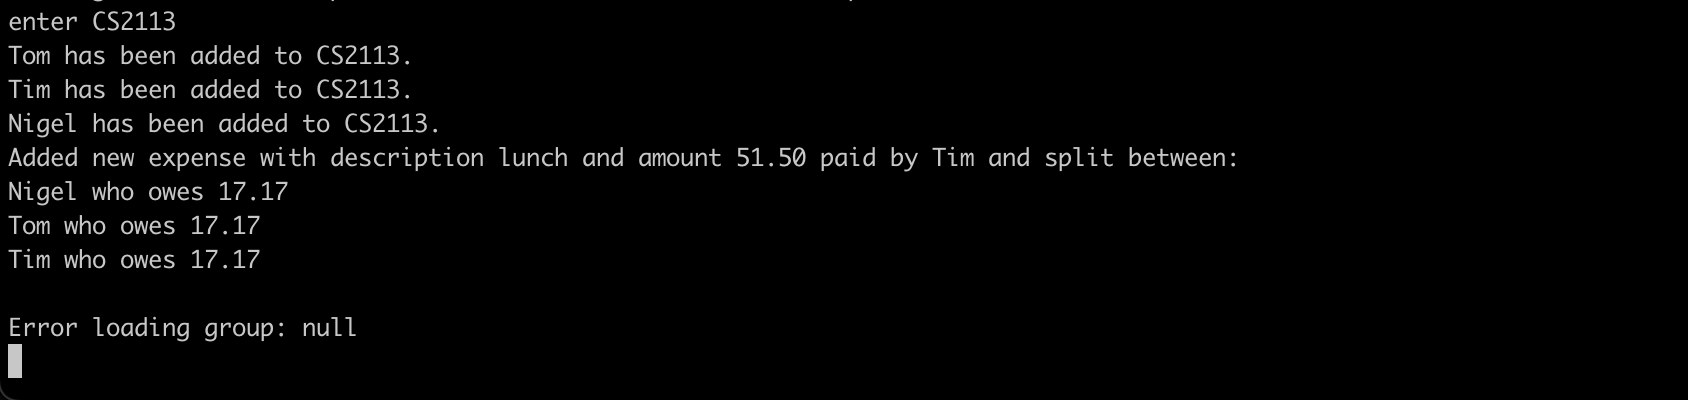 enter CS2113
Tom has been added to CS2113.
Tim has been added to CS2113.
Nigel has been added to CS2113.
Added new expense with description lunch and amount 51.50 paid by Tim and split between:
Nigel who owes 17.17
Tom who owes 17.17
Tim who owes 17.17
Error loading group: null